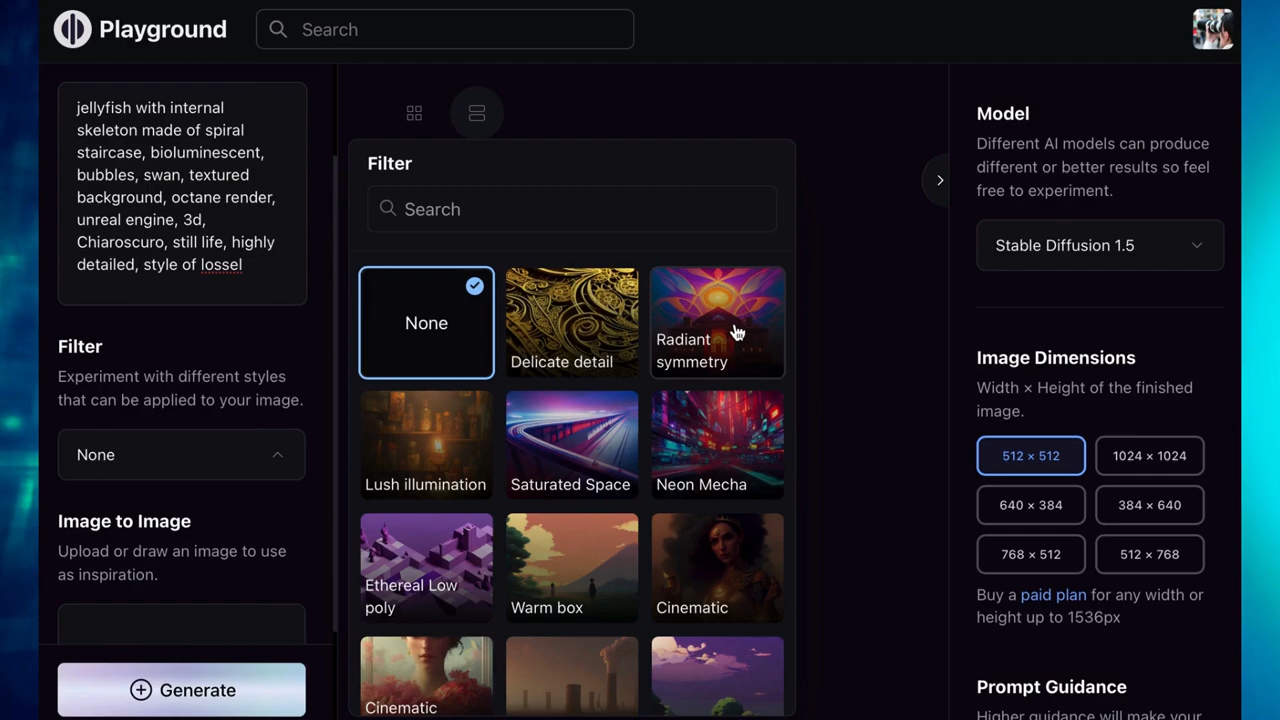 Playground
Search
jellyfish with internal
skeleton made of spiral
staircase, bioluminescent,
bubbles, swan, textured
background, octane render,
unreal engine, 3d,
Chiaroscuro, still life, highly
detailed, style of lossel
Filter
Experiment with different styles
that can be applied to your image.
None
Image to Image
Upload or draw an image to use
as inspiration.
Generate
Filter
Search
None
Delicate detail
Radiant
symmetry
Lush illumination
Saturated Space
Neon Mecha
Ethereal Low
poly
Warm box
Cinematic
Cinematic
Model
Different AI models can produce
different or better results so feel
free to experiment.
Stable Diffusion 1.5
Image Dimensions
Width × Height of the finished
image.
512 × 512
1024 × 1024
640 × 384
384 × 640
768 × 512
512 × 768
Buy a paid plan for any width or
height up to 1536px
Prompt Guidance
Higher guidance will make your